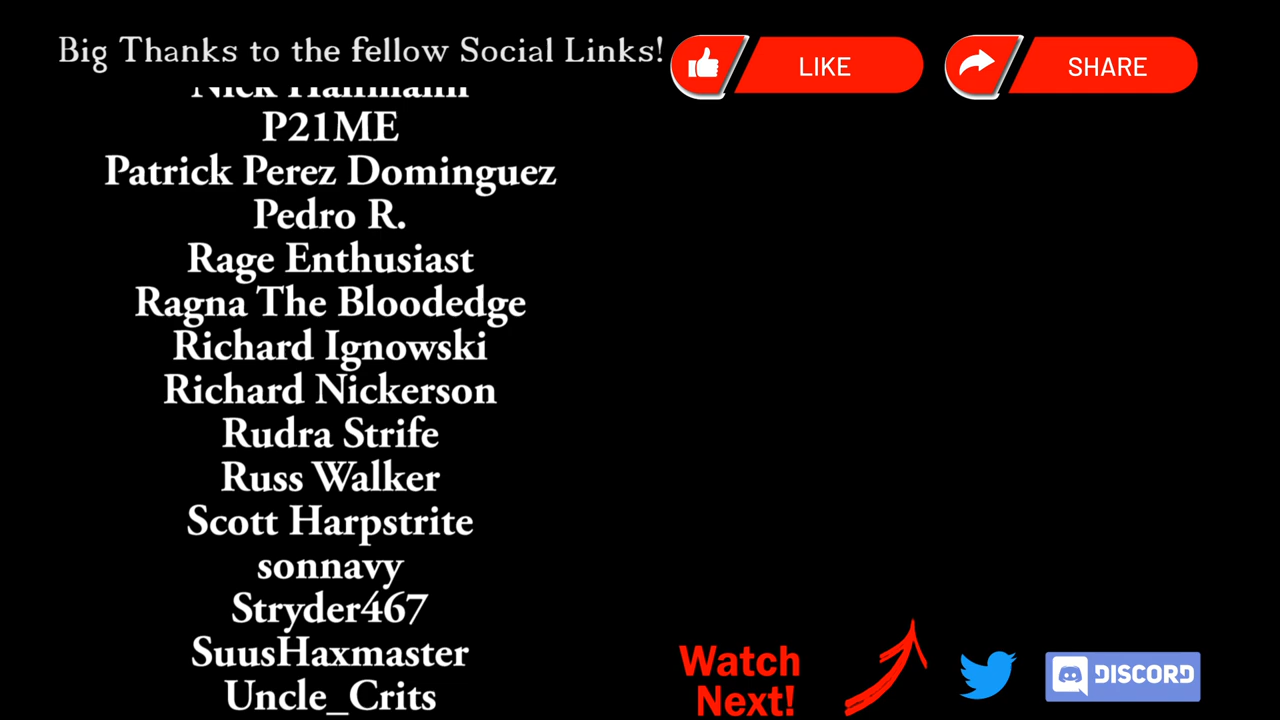 Big Thanks to the fellow Social Links!
LIKE
SHARE
P21ME
Patrick Perez Dominguez
Pedro R.
Rage Enthusiast
Ragna The Bloodedge
Richard Ignowski
Richard Nickerson
Rudra Strife
Russ Walker
Scott Harpstrite
sonnavy
Stryder467
SuusHaxmaster
Uncle_Crits
Watch
Next!
DISCORD